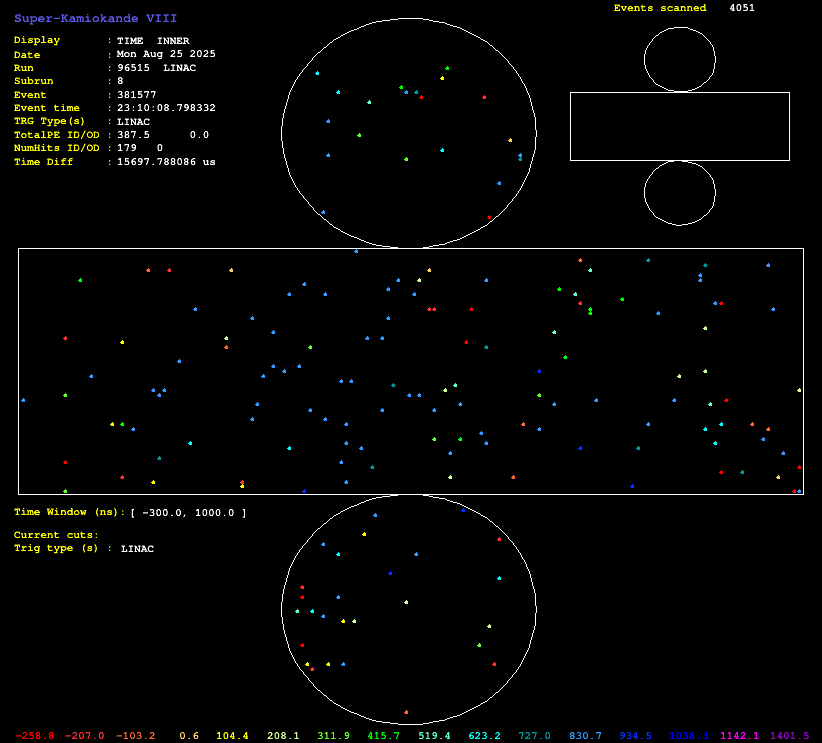 Super-Kamiokande VIII
Events scanned 4051
Display : TIME INNER
Date : Mon Aug 25 2025
Run : 96515 LINAC
Subrun : 8
Event : 381577
Event time : 23:10:08.798332
TRG Type(s) : LINAC
TotalPE ID/OD : 387.5 0.0
NumHits ID/OD : 179 0
Time Diff : 15697.788086 us
Time Window (ns): [ -300.0, 1000.0 ]
Current cuts:
Trig type (s) : LINAC
-258.8 -207.0 -103.2 0.6 104.4 208.1 311.9 415.7 519.4 623.2 727.0 830.7 934.5 1038.3 1142.1 1401.5